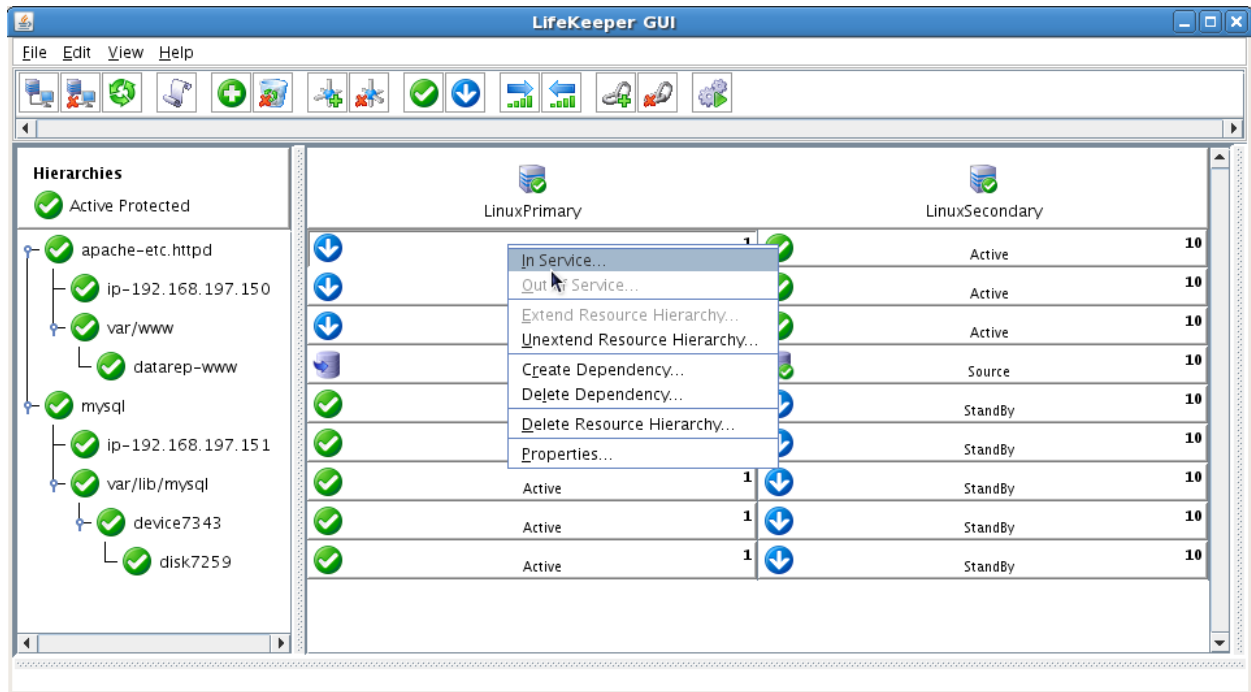 LifeKeeper GUI
File Edit View Help
Hierarchies
Active Protected
LinuxPrimary
LinuxSecondary
apache-etc.httpd
1
Active
10
ip-192.168.197.150
Active
10
var/www
Active
10
datarep-www
Source
10
mysql
StandBy
10
ip-192.168.197.151
StandBy
10
var/lib/mysql
Active
1
StandBy
10
device7343
Active
1
StandBy
10
disk7259
Active
1
StandBy
10
In Service...
Out Service...
Extend Resource Hierarchy...
Unextend Resource Hierarchy...
Create Dependency...
Delete Dependency...
Delete Resource Hierarchy...
Properties...